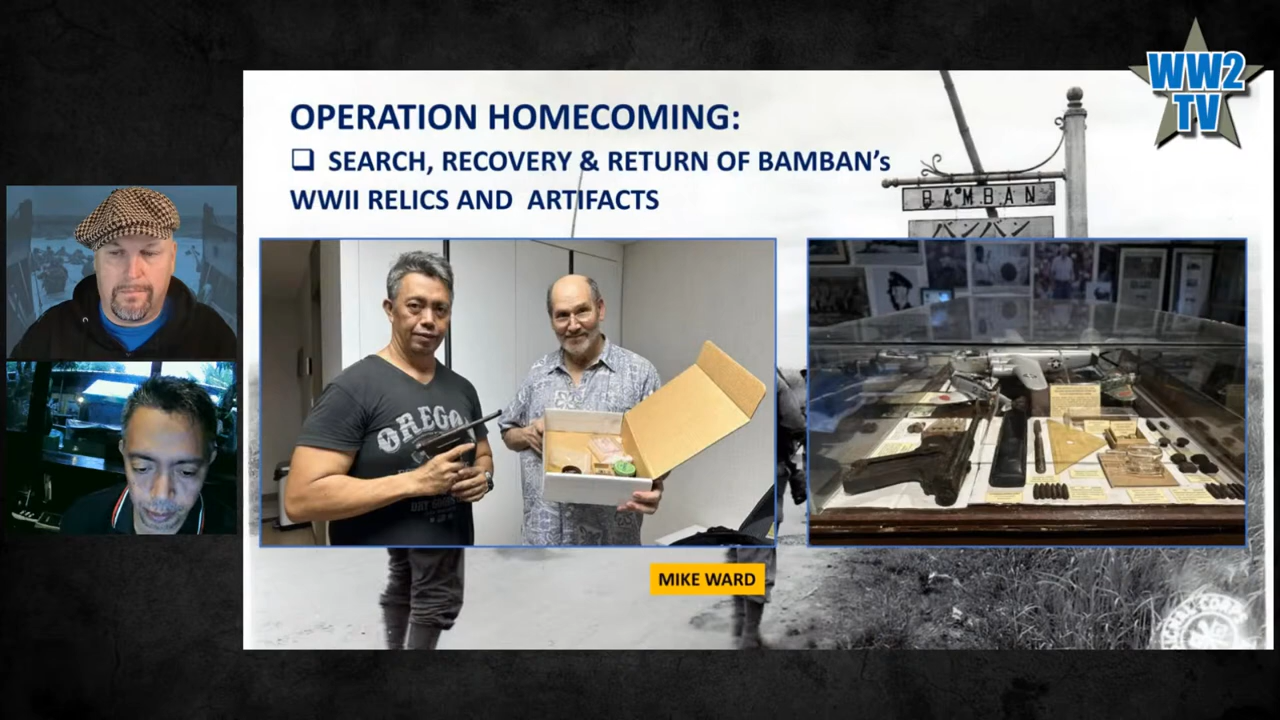 WW2
TV
OPERATION HOMECOMING:
❑ SEARCH, RECOVERY & RETURN OF BAMBAN's
WWII RELICS AND ARTIFACTS
BAMBAN
バンバン
OREGO
MIKE WARD